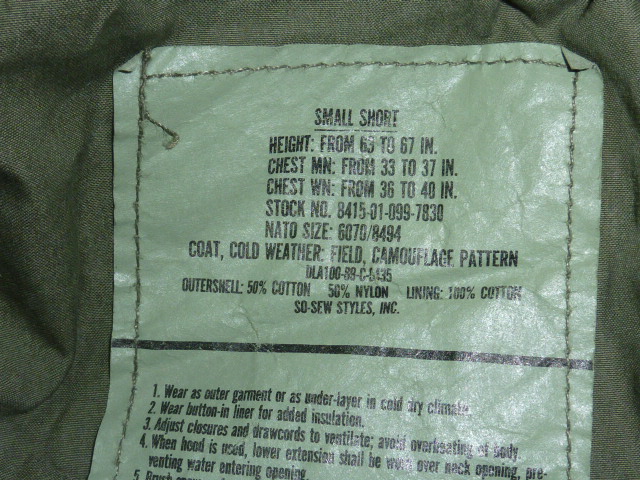 SMALL SHORT
HEIGHT: FROM 63 TO 67 IN.
CHEST MN: FROM 33 TO 37 IN.
CHEST WN: FROM 36 TO 40 IN.
STOCK NO. 8415-01-099-7830
NATO SIZE: 6070/8494
COAT, COLD WEATHER: FIELD, CAMOUFLAGE PATTERN
OUTERSHELL: 50% COTTON 50% NYLON LINING: 100% COTTON
SO-SEW STYLES, INC.
1. Wear as outer garment or as under-layer in cold dry climate.
2. Wear button-in liner for added insulation.
3. Adjust closures and drawcords to ventilate; avoid overheating of body.
4. When hood is used, lower extension shall be worn over neck opening, pre-
venting water entering opening.
5. Brush